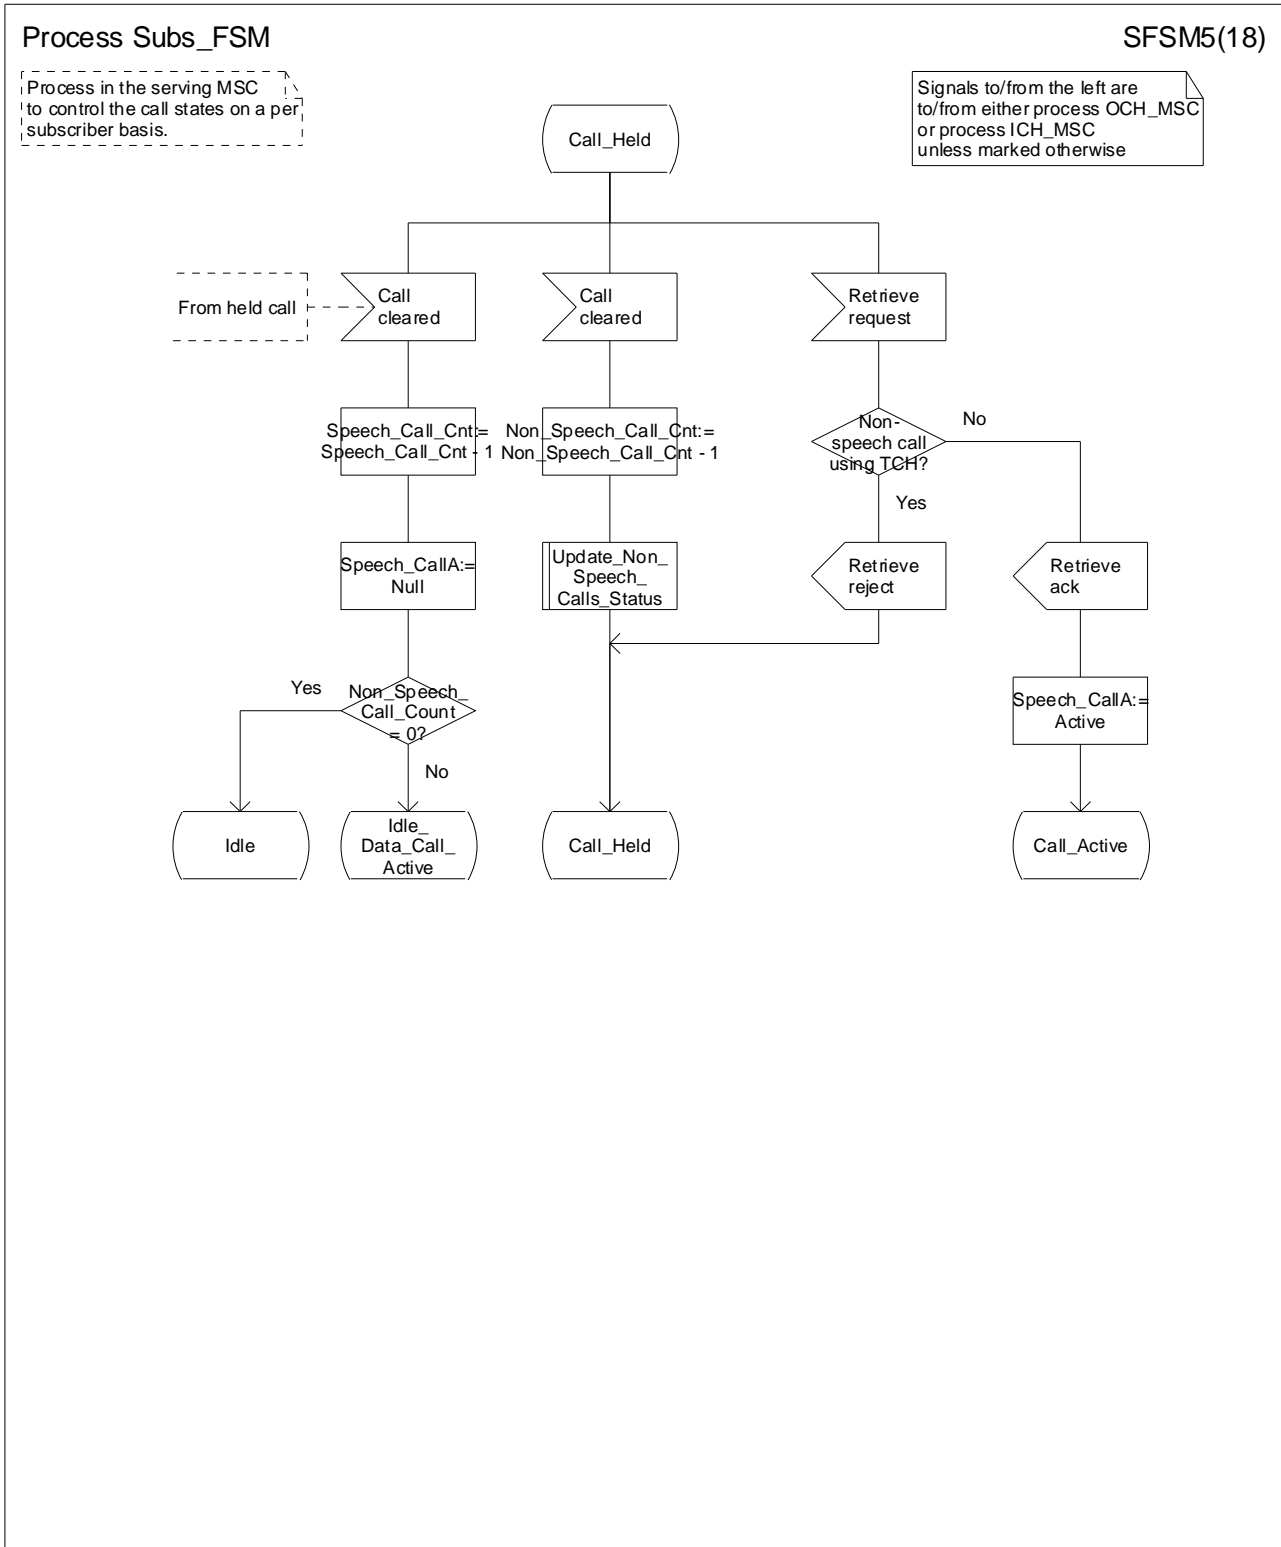 Process Subs_FSM
SFSM5(18)
Process in the serving MSC
to control the call states on a per
subscriber basis.
Signals to/from the left are
to/from either process OCH_MSC
or process ICH_MSC
unless marked otherwise
Call_Held
From held call
Call
cleared
Call
cleared
Retrieve
request
Speech_Call_Cnt:=
Speech_Call_Cnt - 1
Non_Speech_Call_Cnt:=
Non_Speech_Call_Cnt - 1
Non-
speech call
using TCH?
No
Yes
Speech_CallA:=
Null
Update_Non_
Speech_
Calls_Status
Retrieve
reject
Retrieve
ack
Yes
Non_Speech_
Call_Count
= 0?
No
Speech_CallA:=
Active
Idle
Idle_
Data_Call_
Active
Call_Held
Call_Active